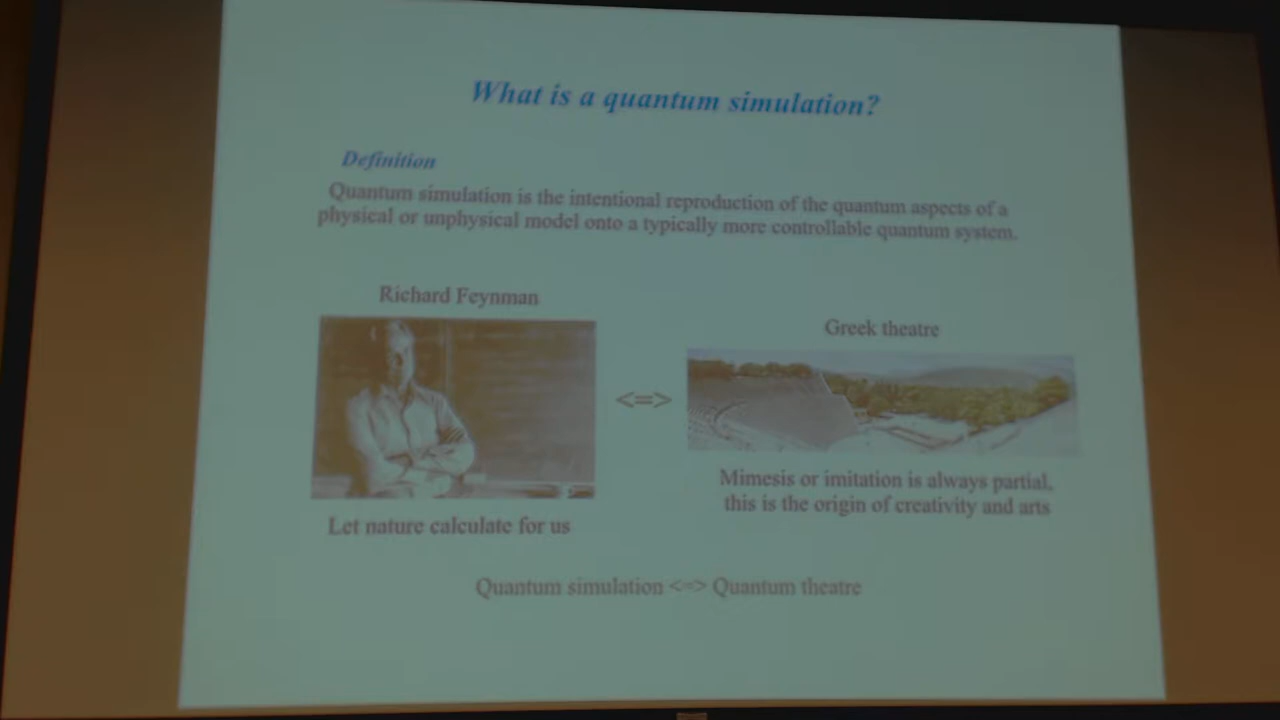 What is a quantum simulation?
Definition
Quantum simulation is the intentional reproduction of the quantum aspects of a
physical or unphysical model onto a typically more controllable quantum system.
Richard Feynman
Greek theatre
<=>
Mimesis or imitation is always partial,
this is the origin of creativity and arts
Let nature calculate for us
Quantum simulation <=> Quantum theatre